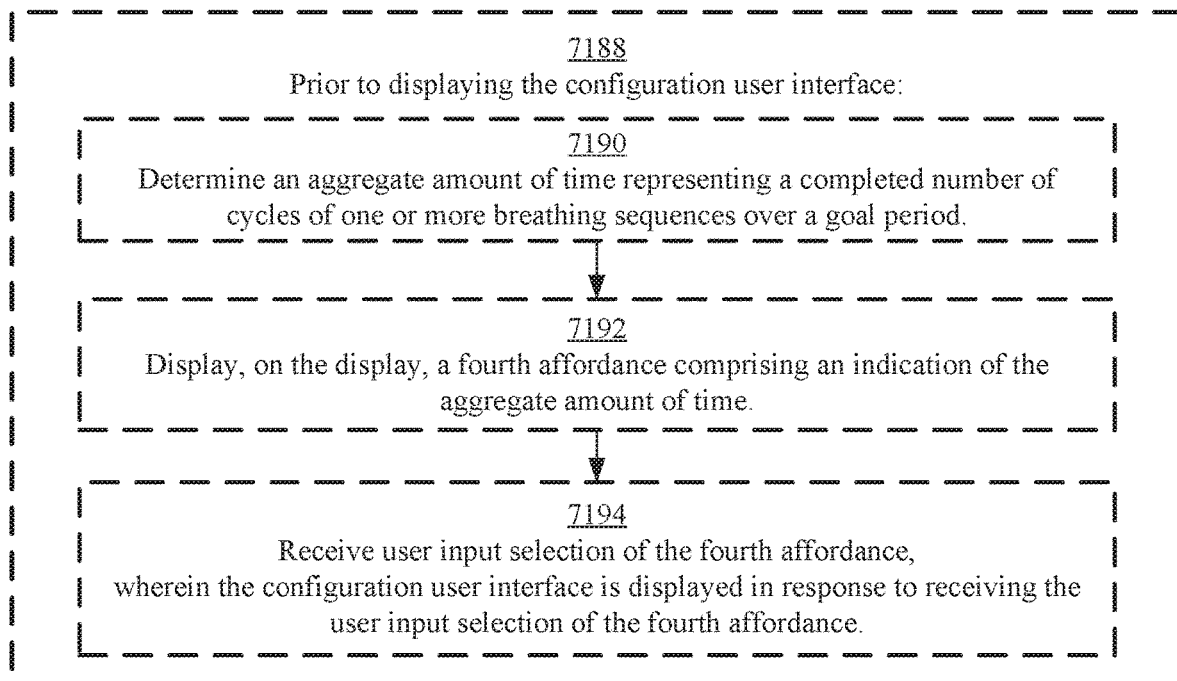 7188
Prior to displaying the configuration user interface:
7190
Determine an aggregate amount of time representing a completed number of
cycles of one or more breathing sequences over a goal period.
7192
Display, on the display, a fourth affordance comprising an indication of the
aggregate amount of time.
7194
Receive user input selection of the fourth affordance,
wherein the configuration user interface is displayed in response to receiving the
user input selection of the fourth affordance.